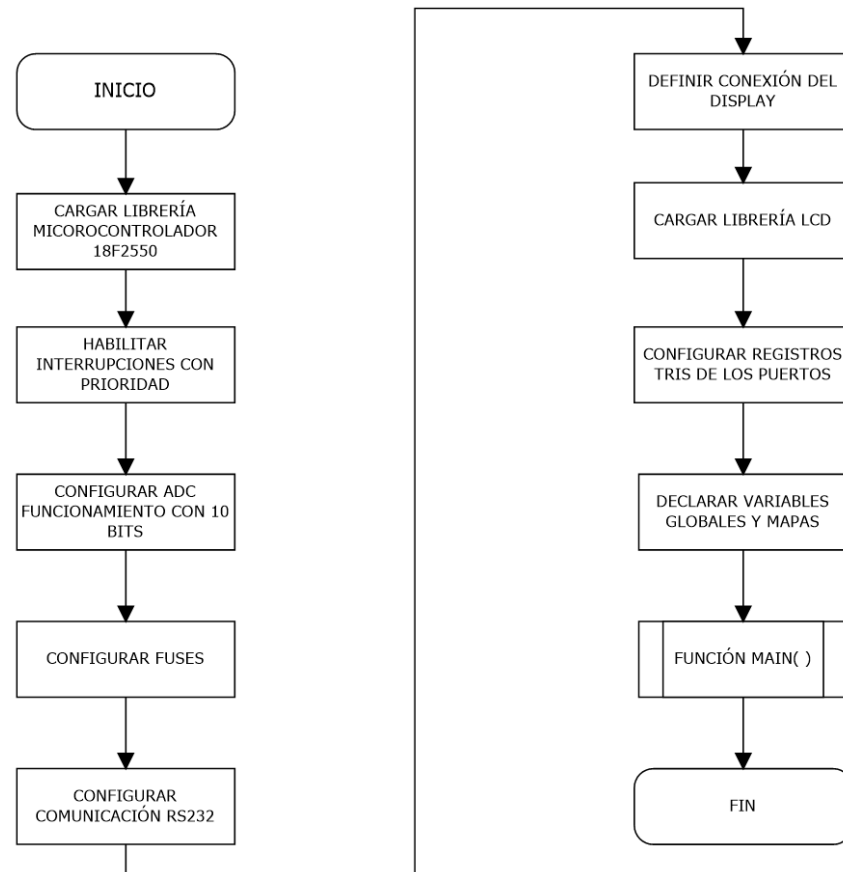 INICIO
CARGAR LIBRERÍA
MICOROCONTROLADOR
18F2550
HABILITAR
INTERRUPCIONES CON
PRIORIDAD
CONFIGURAR ADC
FUNCIONAMIENTO CON 10
BITS
CONFIGURAR FUSES
CONFIGURAR
COMUNICACIÓN RS232
DEFINIR CONEXIÓN DEL
DISPLAY
CARGAR LIBRERÍA LCD
CONFIGURAR REGISTROS
TRIS DE LOS PUERTOS
DECLARAR VARIABLES
GLOBALES Y MAPAS
FUNCIÓN MAIN( )
FIN